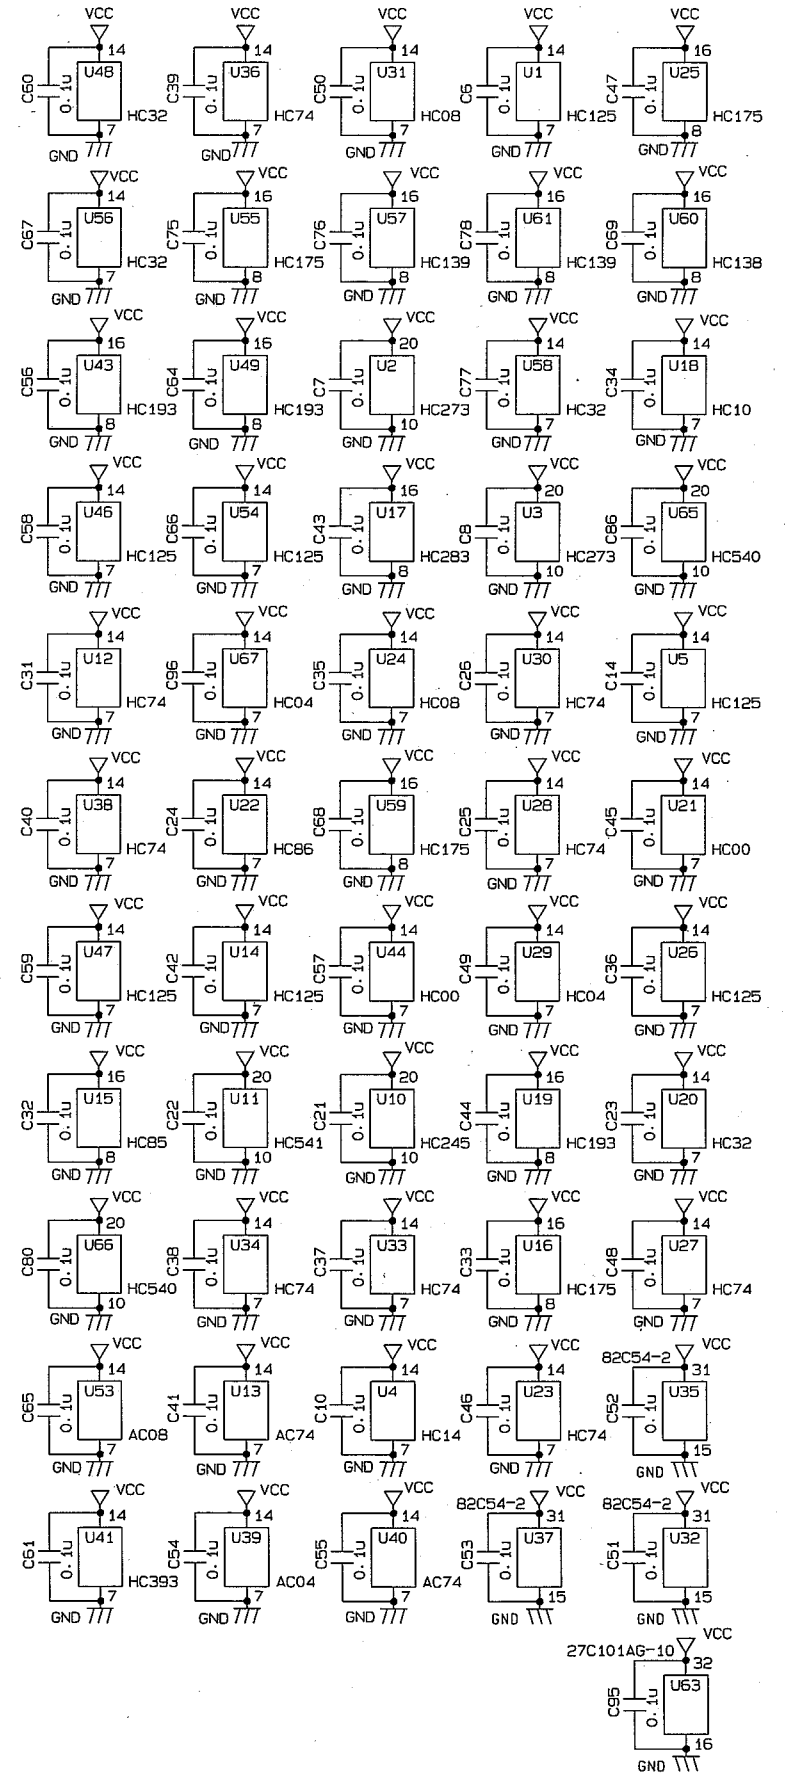 VCC VCC VCC VCC VCC
14 14 14 14 16
C60 0.1u U48 C39 0.1u U36 C50 0.1u U31 C6 0.1u U1 C47 0.1u U25
HC32 HC74 HC08 HC125 HC175
7 7 7 7 8
GND GND GND GND GND
VCC VCC VCC VCC VCC
14 16 16 16 16
C67 0.1u U56 C75 0.1u U55 C76 0.1u U57 C78 0.1u U61 C69 0.1u U60
HC32 HC175 HC139 HC139 HC138
7 8 8 8 8
GND GND GND GND GND
VCC VCC VCC VCC VCC
16 16 20 14 14
C56 0.1u U43 C64 0.1u U49 C7 0.1u U2 C77 0.1u U58 C34 0.1u U18
HC193 HC193 HC273 HC32 HC10
8 8 10 7 7
GND GND GND GND GND
VCC VCC VCC VCC VCC
14 14 16 20 20
C58 0.1u U46 C66 0.1u U54 C43 0.1u U17 C8 0.1u U3 C86 0.1u U65
HC125 HC125 HC283 HC273 HC540
7 7 8 10 10
GND GND GND GND GND
VCC VCC VCC VCC VCC
14 14 14 14 14
C31 0.1u U12 C96 0.1u U67 C35 0.1u U24 C26 0.1u U30 C14 0.1u U5
HC74 HC04 HC08 HC74 HC125
7 7 7 7 7
GND GND GND GND GND
VCC VCC VCC VCC VCC
14 14 16 14 14
C40 0.1u U38 C24 0.1u U22 C68 0.1u U59 C25 0.1u U28 C45 0.1u U21
HC74 HC86 HC175 HC74 HC00
7 7 8 7 7
GND GND GND GND GND
VCC VCC VCC VCC VCC
14 14 14 14 14
C59 0.1u U47 C42 0.1u U14 C57 0.1u U44 C49 0.1u U29 C36 0.1u U26
HC125 HC125 HC00 HC04 HC125
7 7 7 7 7
GND GND GND GND GND
VCC VCC VCC VCC VCC
16 20 20 16 14
C32 0.1u U15 C22 0.1u U11 C21 0.1u U10 C44 0.1u U19 C23 0.1u U20
HC85 HC541 HC245 HC193 HC32
8 10 10 8 7
GND GND GND GND GND
VCC VCC VCC VCC VCC
20 14 14 16 14
C80 0.1u U66 C38 0.1u U34 C37 0.1u U33 C33 0.1u U16 C48 0.1u U27
HC540 HC74 HC74 HC175 HC74
10 7 7 8 7
GND GND GND GND GND
VCC VCC VCC VCC VCC
14 14 14 14 82C54-2 31
C65 0.1u U53 C41 0.1u U13 C10 0.1u U4 C46 0.1u U23 C52 0.1u U35
AC08 AC74 HC14 HC74
7 7 7 7 15
GND GND GND GND GND
VCC VCC VCC VCC VCC
14 14 14 82C54-2 31 82C54-2 31
C61 0.1u U41 C54 0.1u U39 C55 0.1u U40 C53 0.1u U37 C51 0.1u U32
HC393 AC04 AC74
7 7 7 15 15
GND GND GND GND GND
VCC
27C101AG-10 32
C95 0.1u U63
16
GND